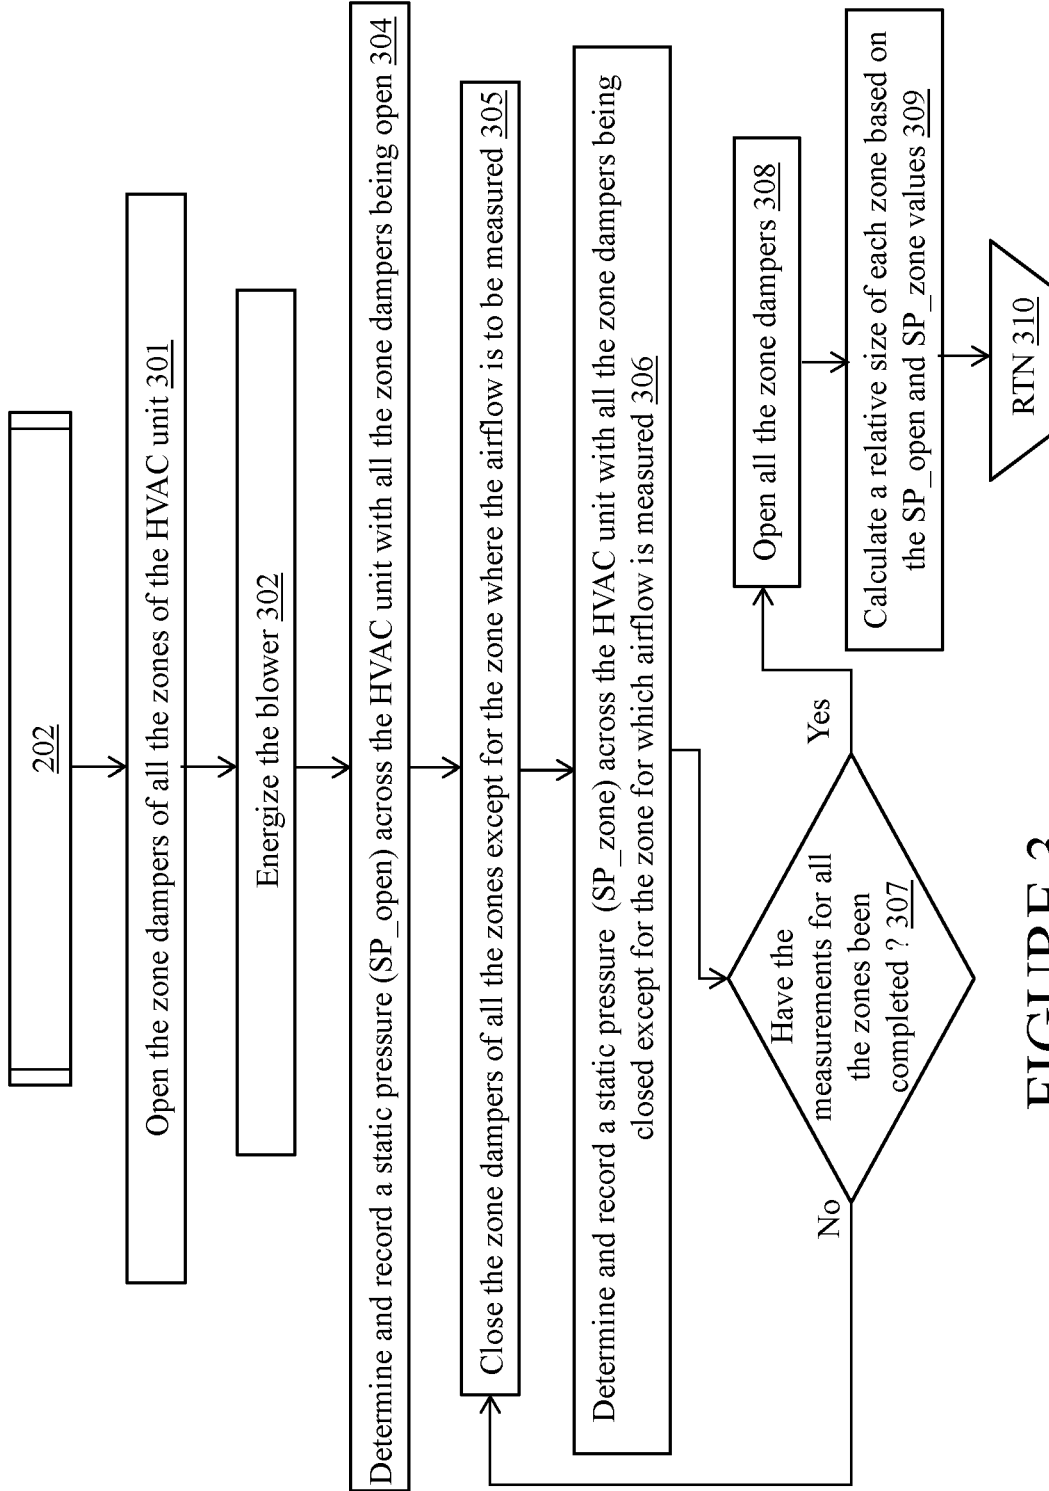 202
Open the zone dampers of all the zones of the HVAC unit 301
Energize the blower 302
Determine and record a static pressure (SP_open) across the HVAC unit with all the zone dampers being open 304
Close the zone dampers of all the zones except for the zone where the airflow is to be measured 305
Determine and record a static pressure (SP_zone) across the HVAC unit with all the zone dampers being
closed except for the zone for which airflow is measured 306
Have the
measurements for all
the zones been
completed ? 307
No
Yes
Open all the zone dampers 308
Calculate a relative size of each zone based on
the SP_open and SP_zone values 309
RTN 310
FIGURE 3